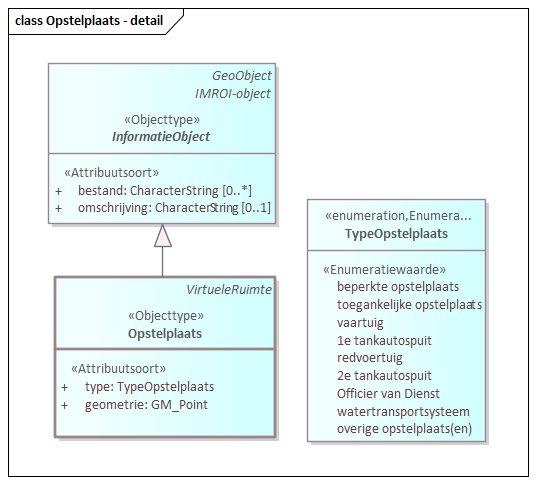 class Opstelplaats - detail
GeoObject
IMROI-object
«Objecttype»
InformatieObject
«Attribuutsoort»
+ bestand: CharacterString [0..*]
+ omschrijving: CharacterString [0..1]
VirtueleRuimte
«Objecttype»
Opstelplaats
«Attribuutsoort»
+ type: TypeOpstelplaats
+ geometrie: GM_Point
«enumeration,Enumera...
TypeOpstelplaats
«Enumeratiewaarde»
beperkte opstelplaats
toegankelijke opstelplaats
vaartuig
1e tankautospuit
redvoertuig
2e tankautospuit
Officier van Dienst
watertransportsysteem
overige opstelplaats(en)